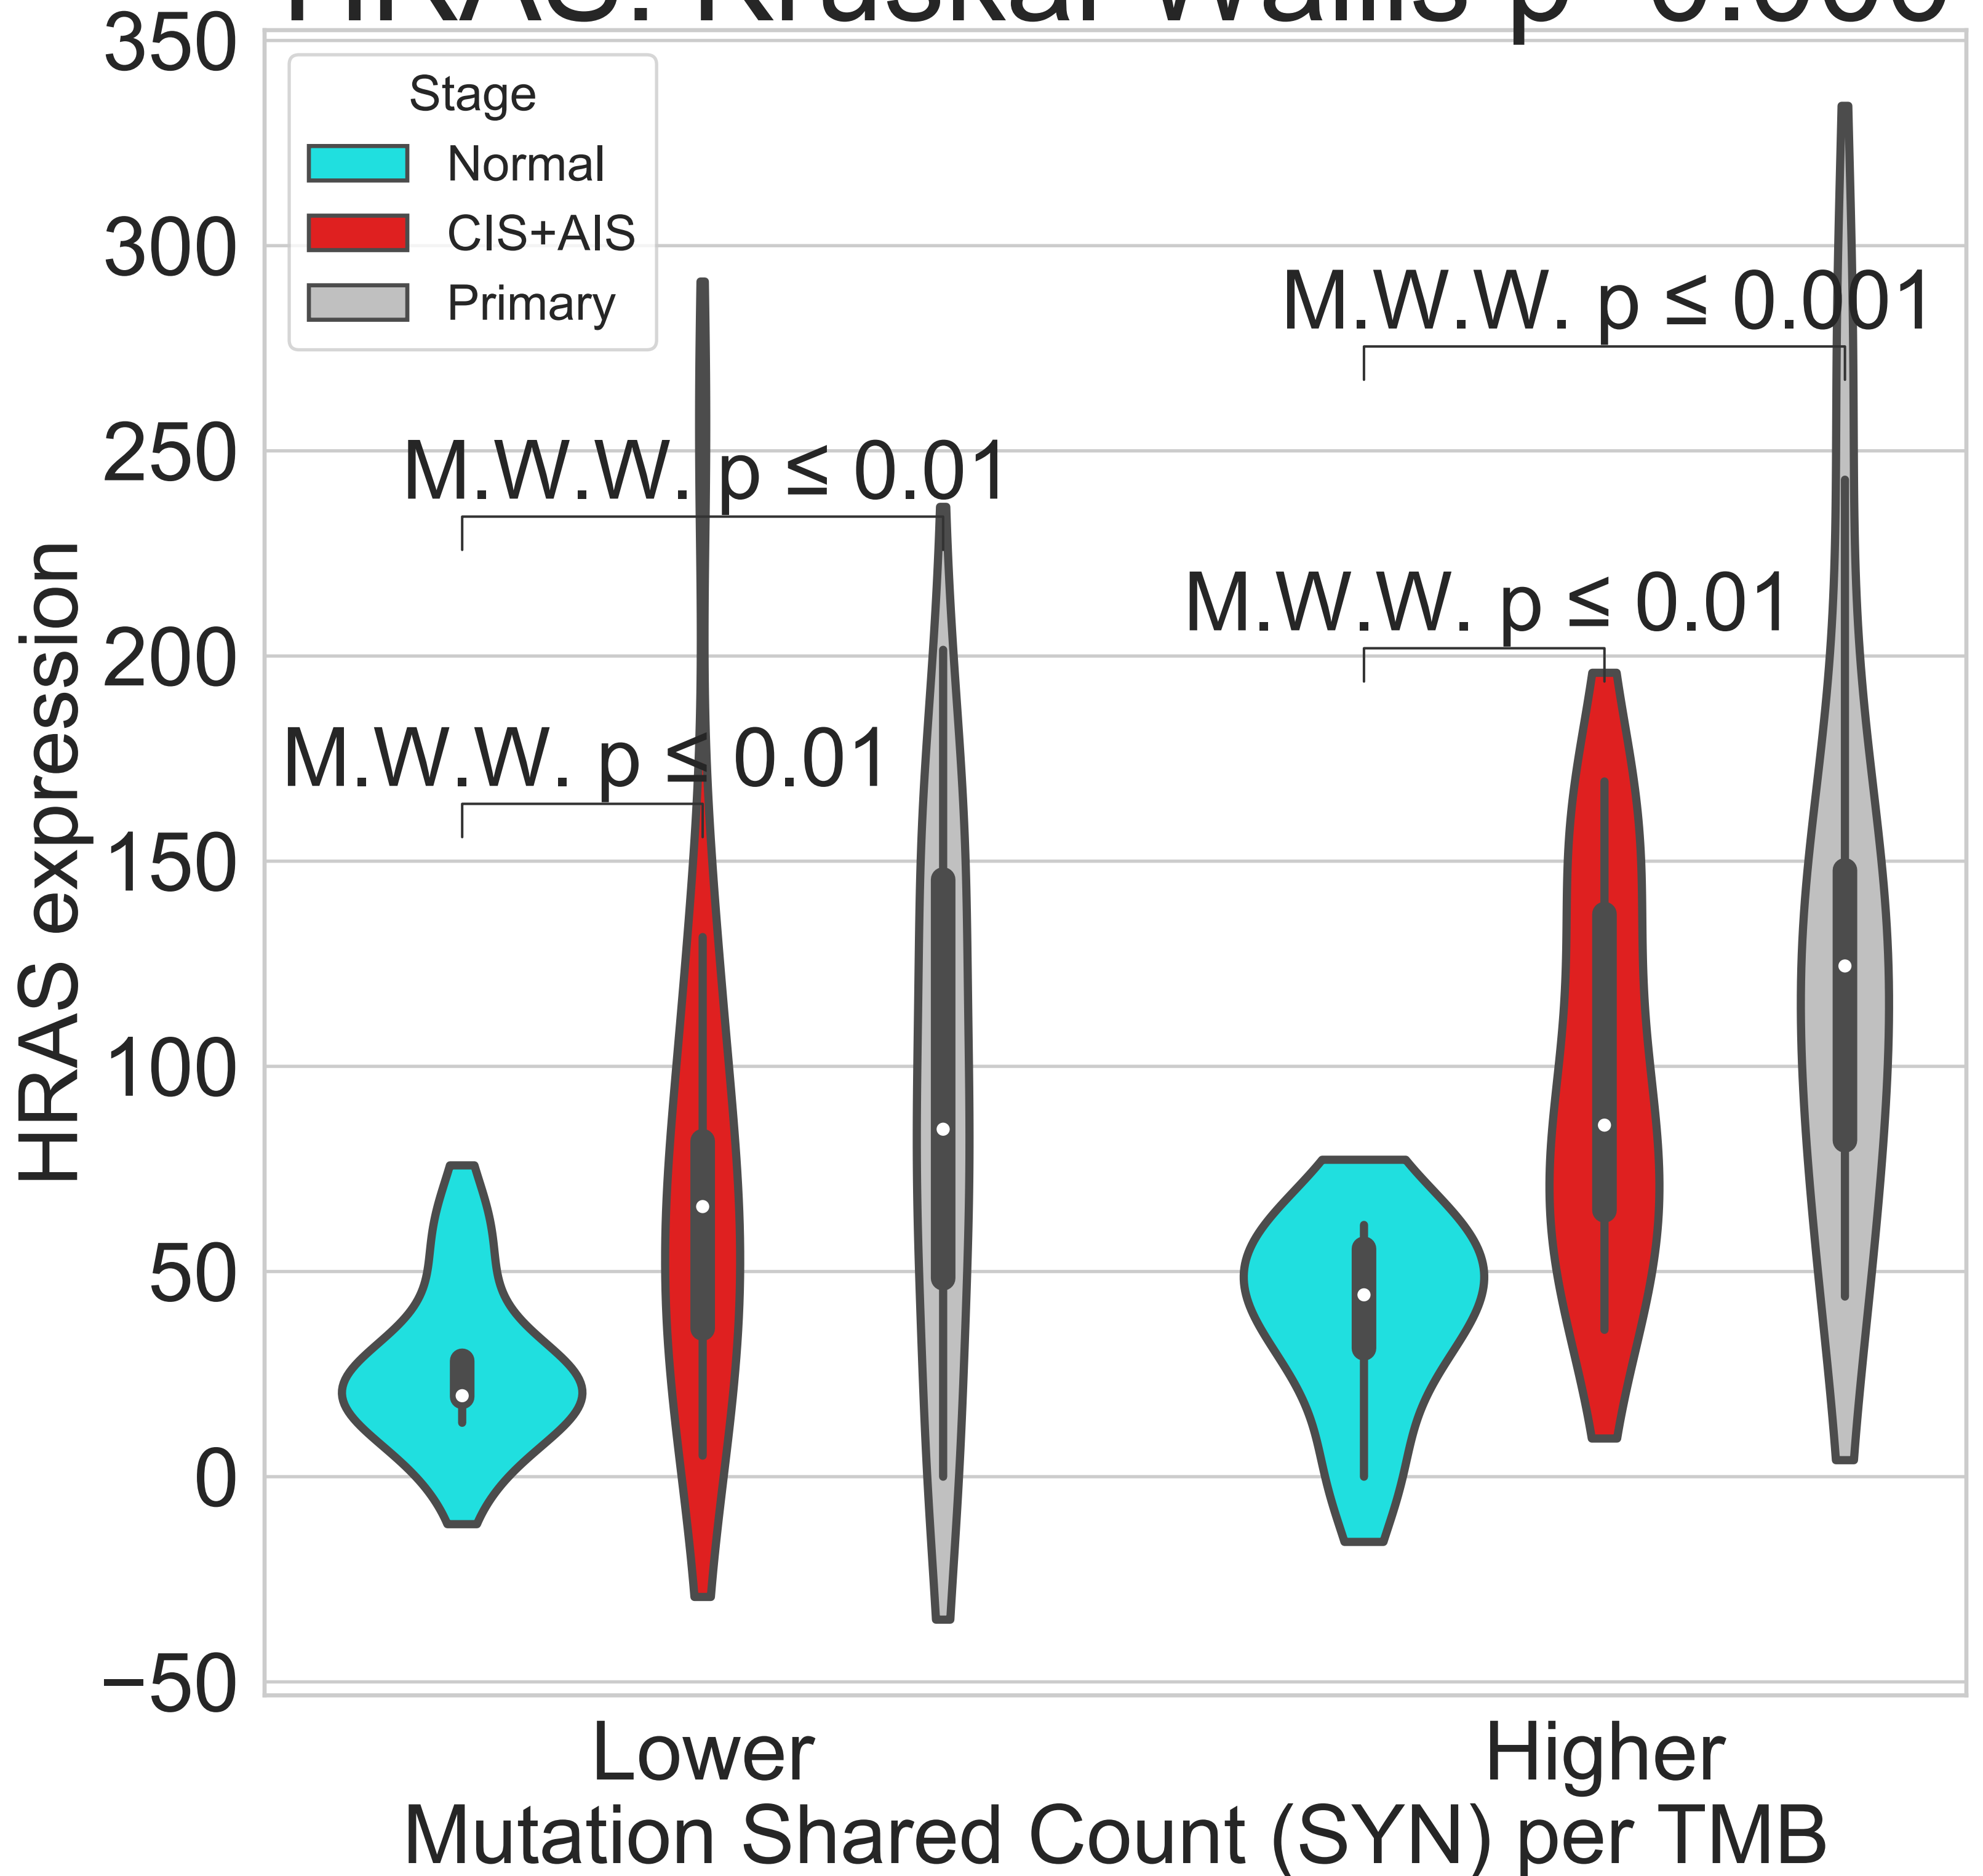 350
300
250
200
150
100
50
0
−50
HRAS expression
Stage
Normal
CIS+AIS
Primary
M.W.W. p ≤ 0.001
M.W.W. p ≤ 0.01
M.W.W. p ≤ 0.01
M.W.W. p ≤ 0.01
Lower
Higher
Mutation Shared Count (SYN) per TMB